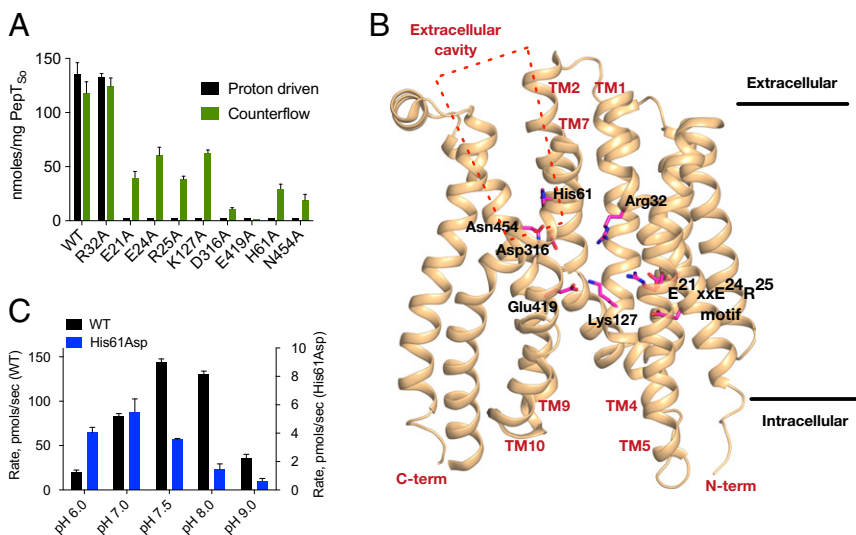 A
nmoles/mg PepTSo
150
100
50
0
Proton driven
Counterflow
WT
R32A
E21A
E24A
R25A
K127A
D316A
E419A
H61A
N454A
B
Extracellular
cavity
TM2
TM1
TM7
Extracellular
His61
Arg32
Asn454
Asp316
Glu419
Lys127
E21xxE24R25
motif
TM9
TM4
TM10
TM5
Intracellular
C-term
N-term
C
WT
His61Asp
Rate, pmols/sec (WT)
150
100
50
0
Rate, pmols/sec (His61Asp)
10
8
6
4
2
0
pH 6.0
pH 7.0
pH 7.5
pH 8.0
pH 9.0